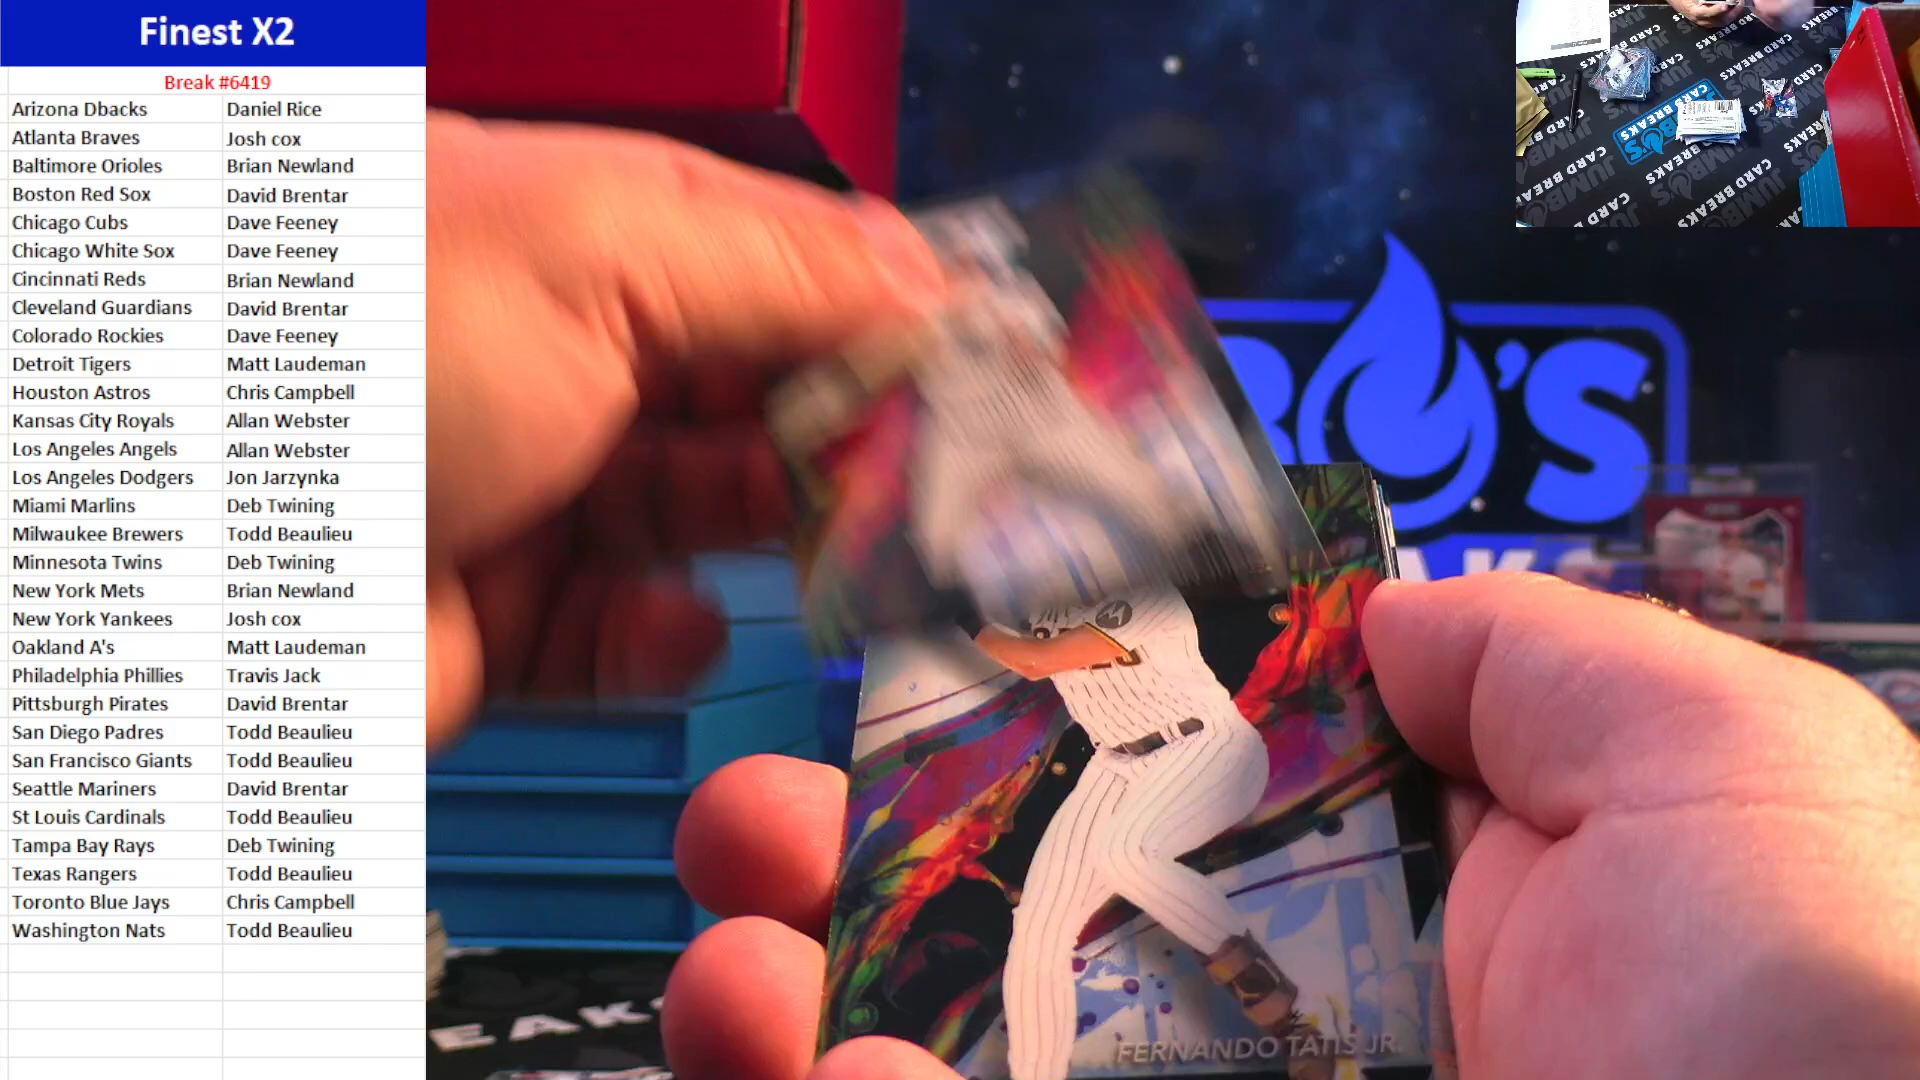 Finest X2
Break #6419
Arizona Dbacks Daniel Rice
Atlanta Braves Josh cox
Baltimore Orioles Brian Newland
Boston Red Sox David Brentar
Chicago Cubs Dave Feeney
Chicago White Sox Dave Feeney
Cincinnati Reds Brian Newland
Cleveland Guardians David Brentar
Colorado Rockies Dave Feeney
Detroit Tigers Matt Laudeman
Houston Astros Chris Campbell
Kansas City Royals Allan Webster
Los Angeles Angels Allan Webster
Los Angeles Dodgers Jon Jarzynka
Miami Marlins Deb Twining
Milwaukee Brewers Todd Beaulieu
Minnesota Twins Deb Twining
New York Mets Brian Newland
New York Yankees Josh cox
Oakland A's Matt Laudeman
Philadelphia Phillies Travis Jack
Pittsburgh Pirates David Brentar
San Diego Padres Todd Beaulieu
San Francisco Giants Todd Beaulieu
Seattle Mariners David Brentar
St Louis Cardinals Todd Beaulieu
Tampa Bay Rays Deb Twining
Texas Rangers Todd Beaulieu
Toronto Blue Jays Chris Campbell
Washington Nats Todd Beaulieu
BO'S
AKS
EAKS
FERNANDO TATIS JR.
JUMBO'S
CARD BREAKS